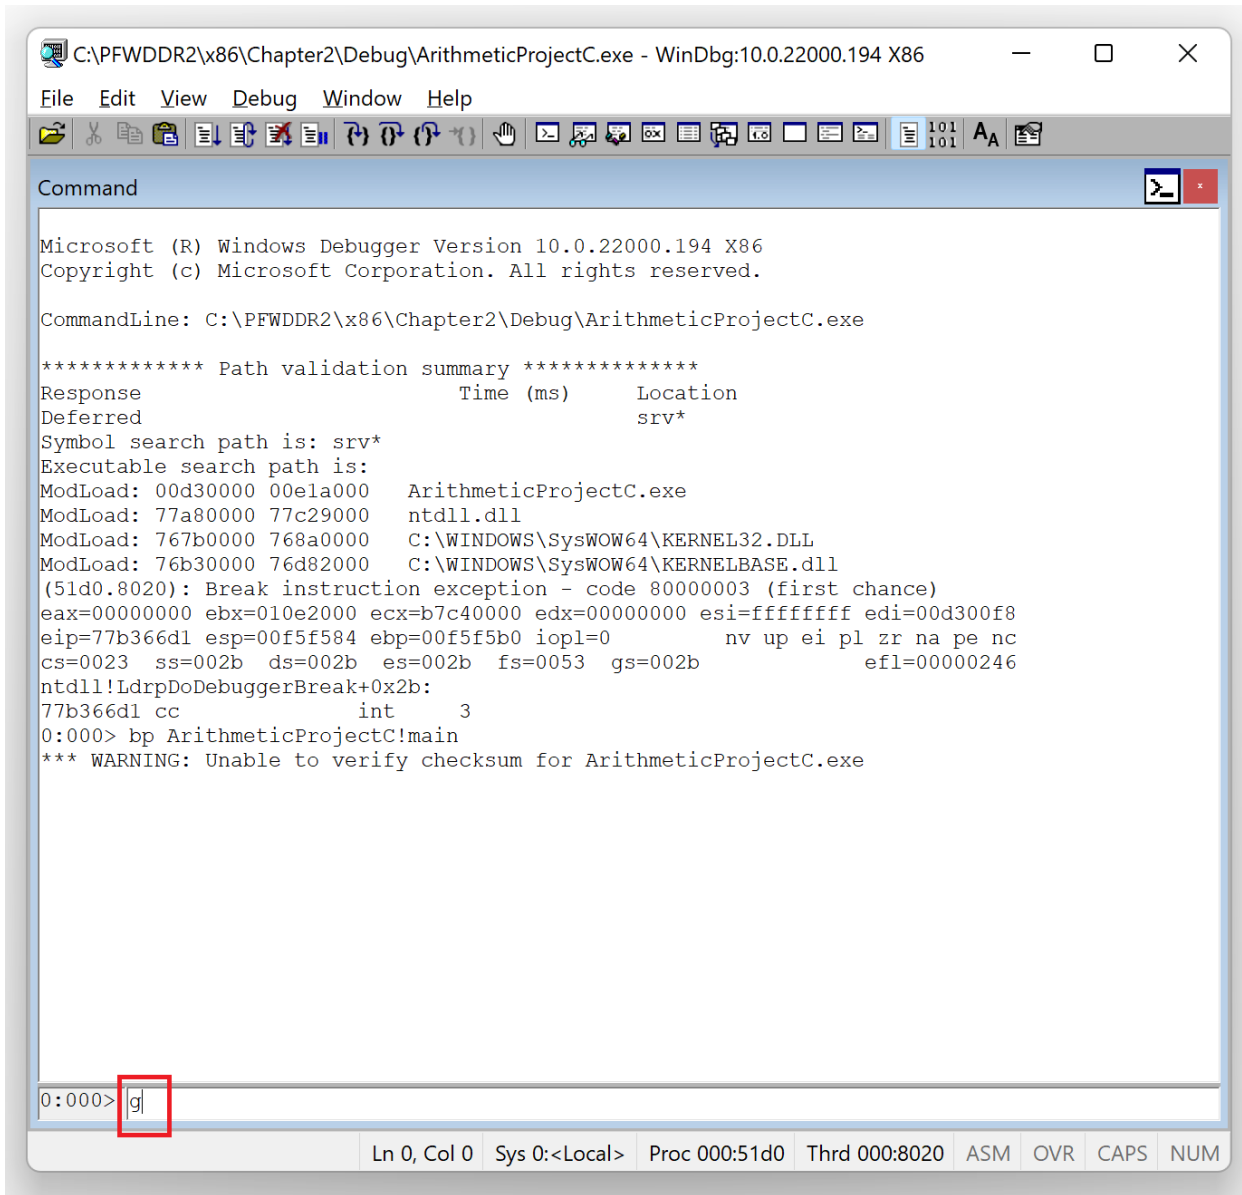 C:\PFWDDR2\x86\Chapter2\Debug\ArithmeticProjectC.exe - WinDbg:10.0.22000.194 X86
File Edit View Debug Window Help
Command
Microsoft (R) Windows Debugger Version 10.0.22000.194 X86
Copyright (c) Microsoft Corporation. All rights reserved.
CommandLine: C:\PFWDDR2\x86\Chapter2\Debug\ArithmeticProjectC.exe
************* Path validation summary **************
Response                         Time (ms)     Location
Deferred                                       srv*
Symbol search path is: srv*
Executable search path is:
ModLoad: 00d30000 00e1a000   ArithmeticProjectC.exe
ModLoad: 77a80000 77c29000   ntdll.dll
ModLoad: 767b0000 768a0000   C:\WINDOWS\SysWOW64\KERNEL32.DLL
ModLoad: 76b30000 76d82000   C:\WINDOWS\SysWOW64\KERNELBASE.dll
(51d0.8020): Break instruction exception - code 80000003 (first chance)
eax=00000000 ebx=010e2000 ecx=b7c40000 edx=00000000 esi=ffffffff edi=00d300f8
eip=77b366d1 esp=00f5f584 ebp=00f5f5b0 iopl=0         nv up ei pl zr na pe nc
cs=0023  ss=002b  ds=002b  es=002b  fs=0053  gs=002b             efl=00000246
ntdll!LdrpDoDebuggerBreak+0x2b:
77b366d1 cc              int     3
0:000> bp ArithmeticProjectC!main
*** WARNING: Unable to verify checksum for ArithmeticProjectC.exe
0:000> g
Ln 0, Col 0 Sys 0:<Local> Proc 000:51d0 Thrd 000:8020 ASM OVR CAPS NUM